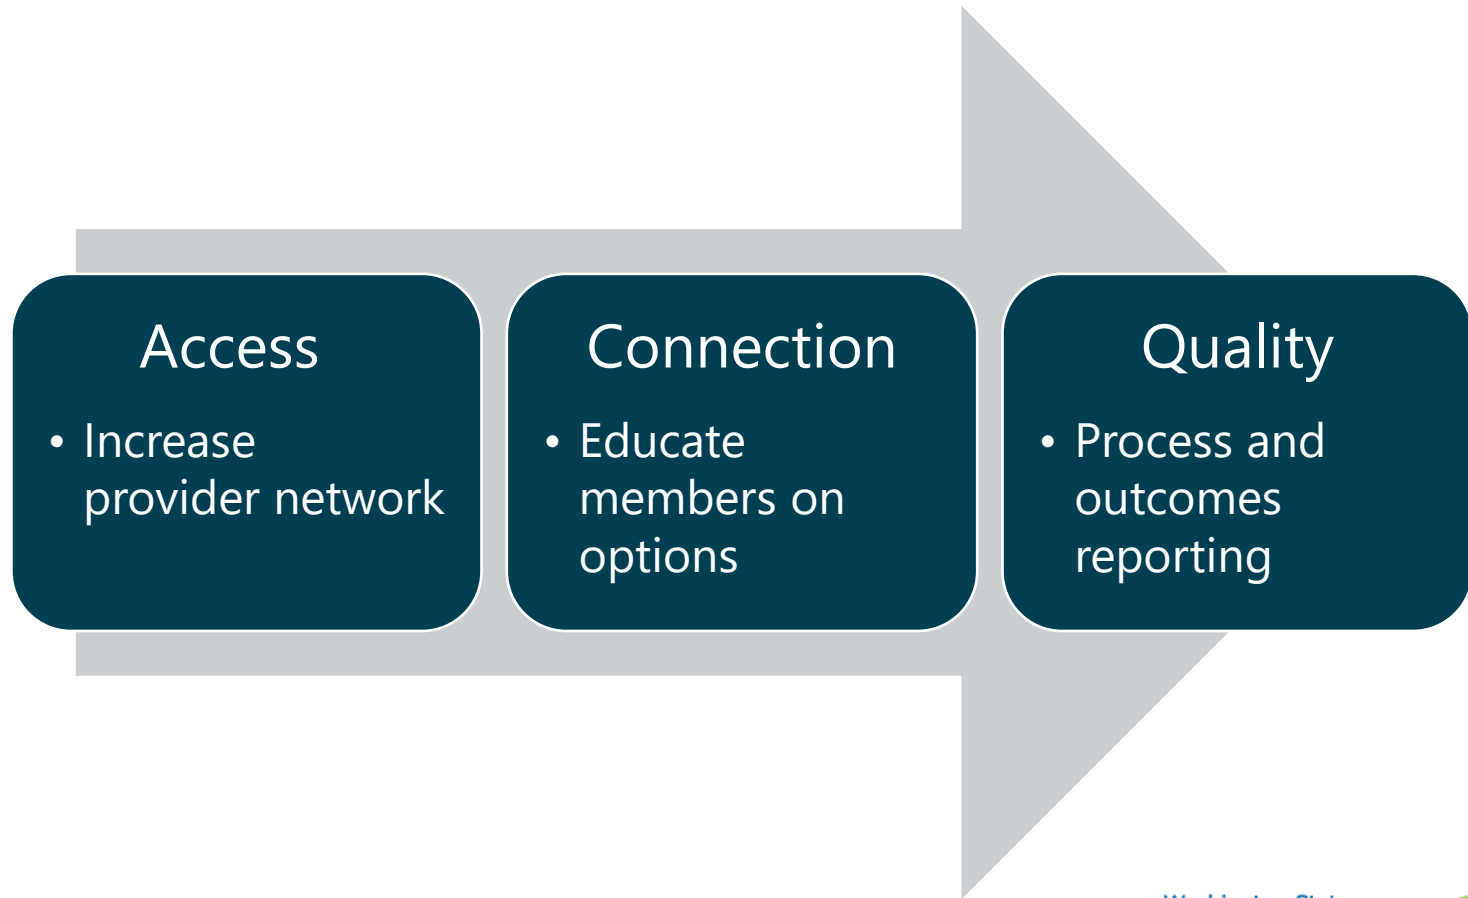 Access
• Increase
provider network
Connection
• Educate
members on
options
Quality
• Process and
outcomes
reporting